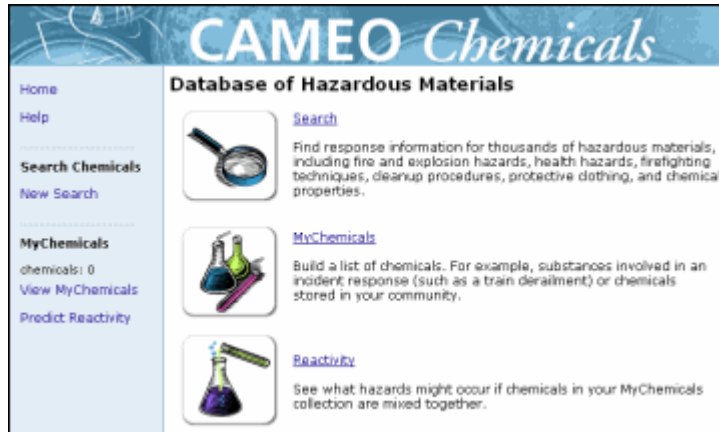 CAMEO Chemicals
Home
Help
Search Chemicals
New Search
MyChemicals
chemicals: 0
View MyChemicals
Predict Reactivity
Database of Hazardous Materials
Search
Find response information for thousands of hazardous materials,
including fire and explosion hazards, health hazards, firefighting
techniques, cleanup procedures, protective clothing, and chemical
properties.
MyChemicals
Build a list of chemicals. For example, substances involved in an
incident response (such as a train derailment) or chemicals
stored in your community.
Reactivity
See what hazards might occur if chemicals in your MyChemicals
collection are mixed together.